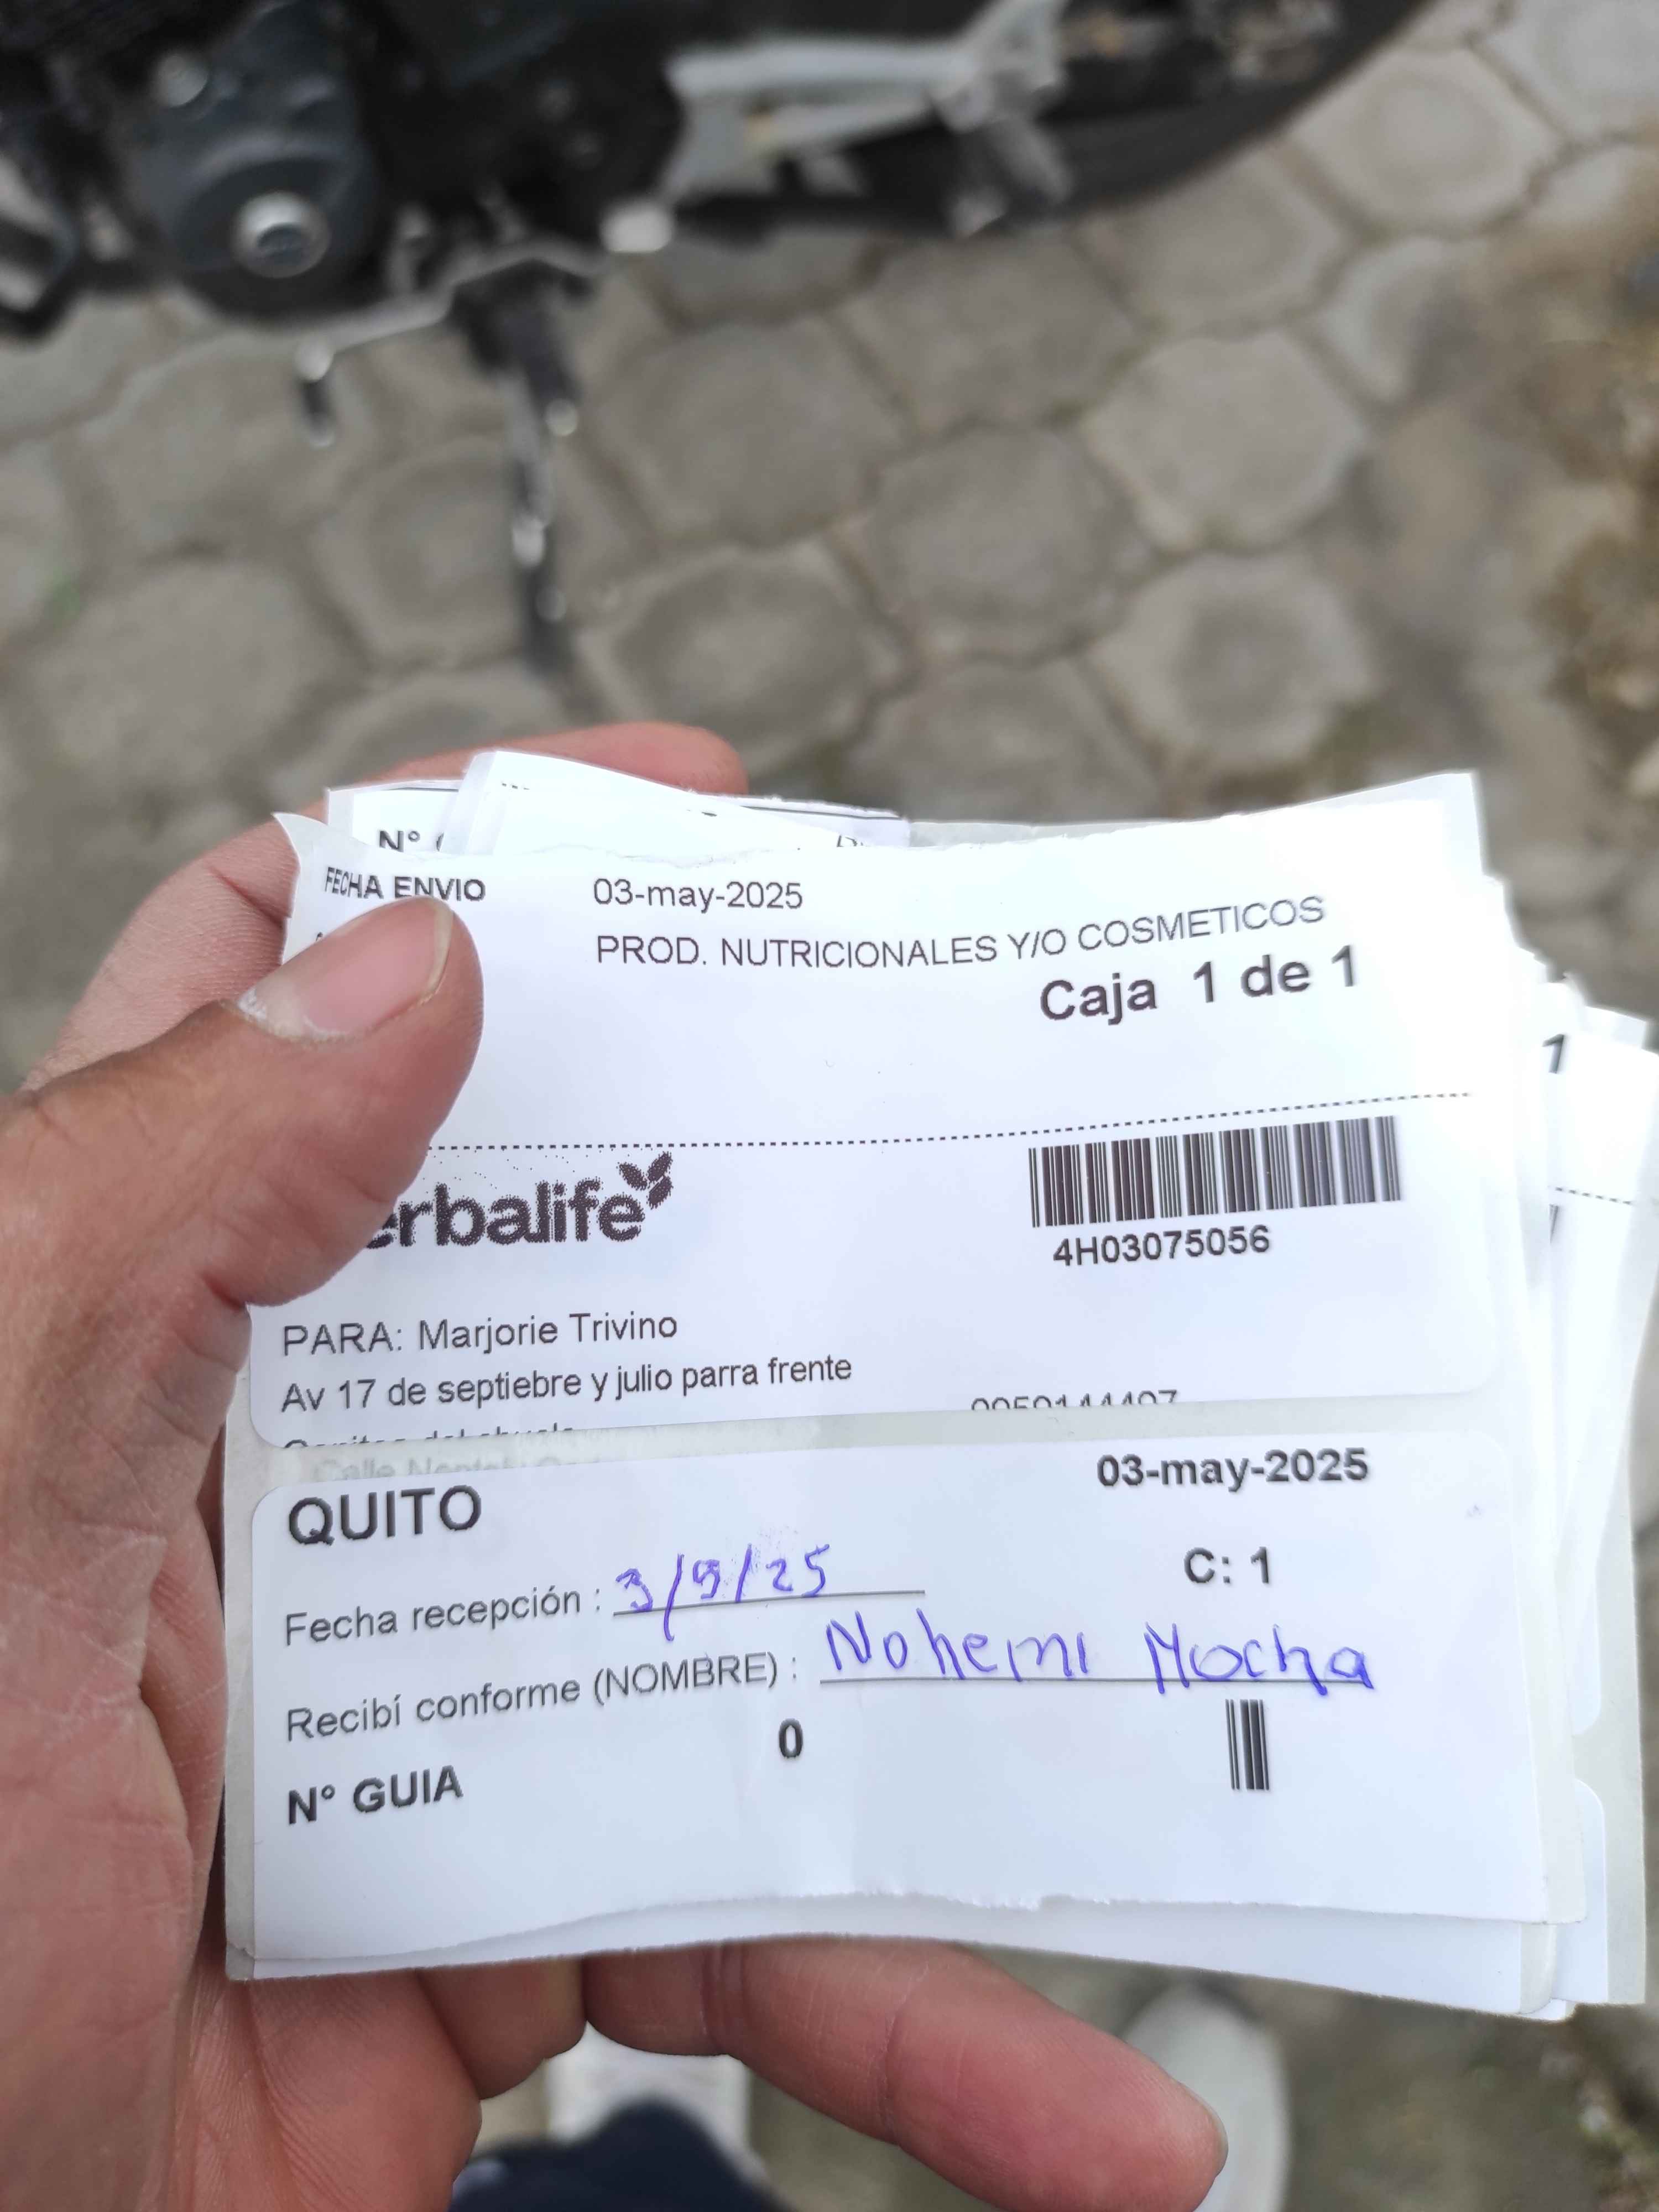 N°
FECHA ENVIO 03-may-2025
PROD. NUTRICIONALES Y/O COSMETICOS
Caja 1 de 1
1
erbalife
4H03075056
PARA: Marjorie Trivino
Av 17 de septiebre y julio parra frente
QUITO 03-may-2025
C: 1
Fecha recepción : 3/5/25
Recibí conforme (NOMBRE) : Nohemi Mocha
N° GUIA 0